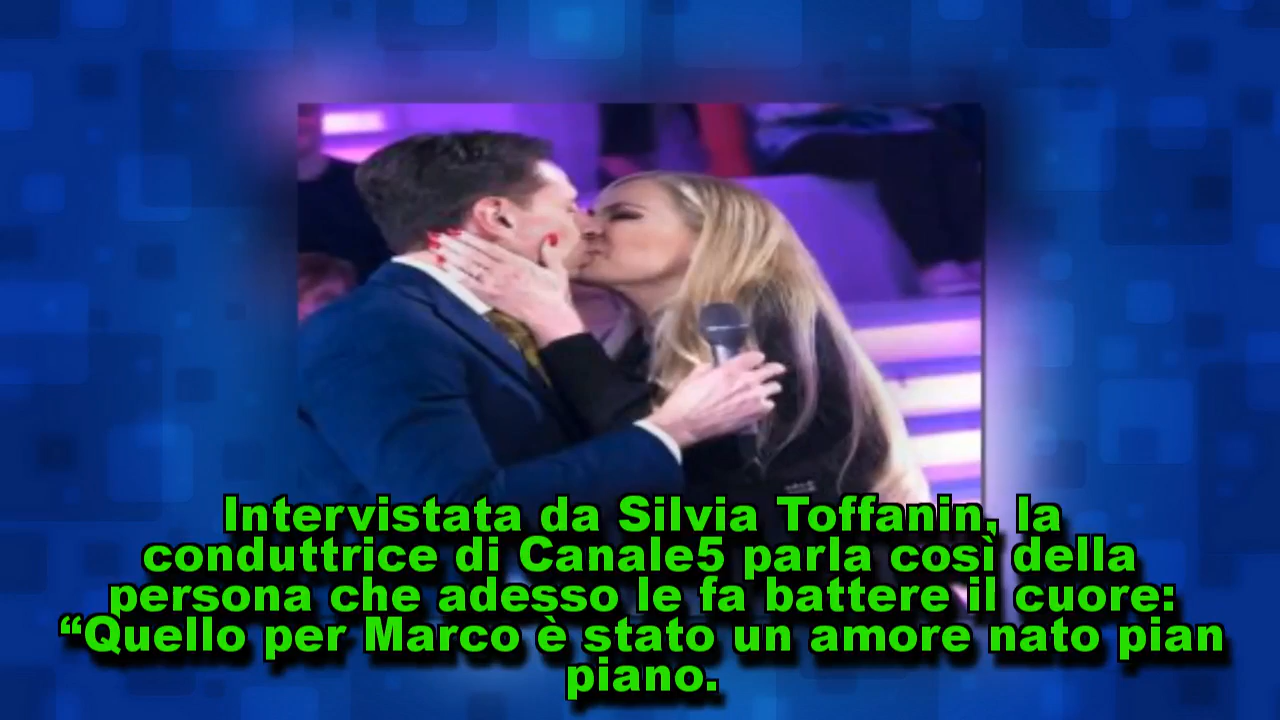 Intervistata da Silvia Toffanin, la
conduttrice di Canale5 parla così della
persona che adesso le fa battere il cuore:
“Quello per Marco è stato un amore nato pian
piano.